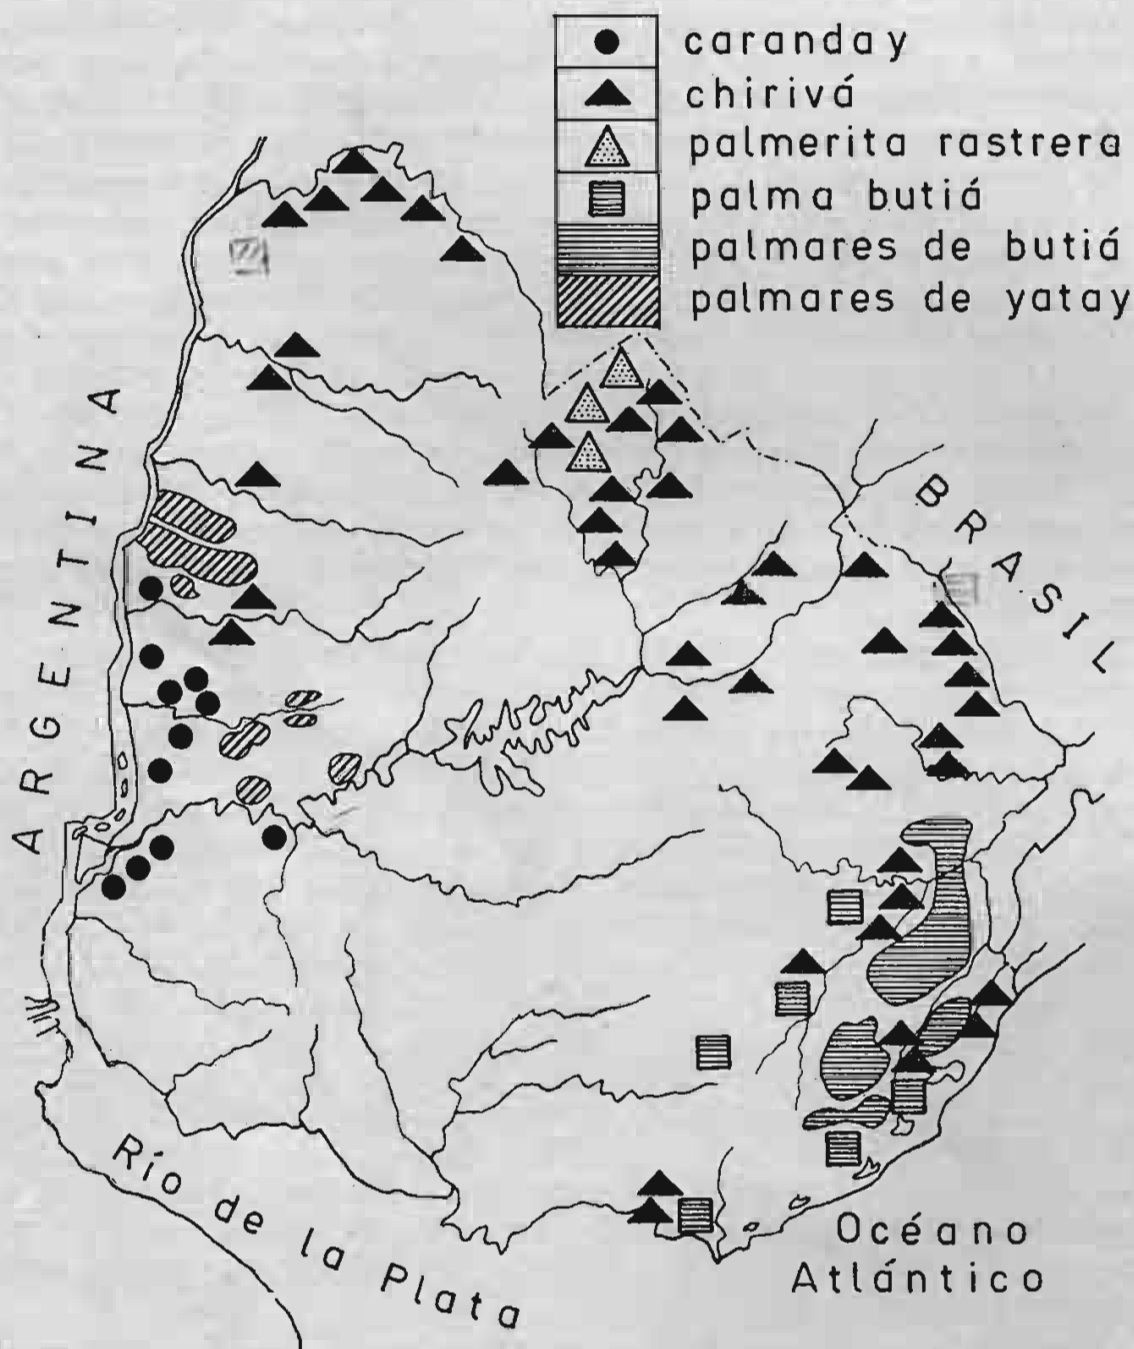 caranday
chirivá
palmerita rastrera
palma butiá
palmares de butiá
palmares de yatay
ARGENTINA
BRASIL
Río de la Plata
Océano
Atlántico